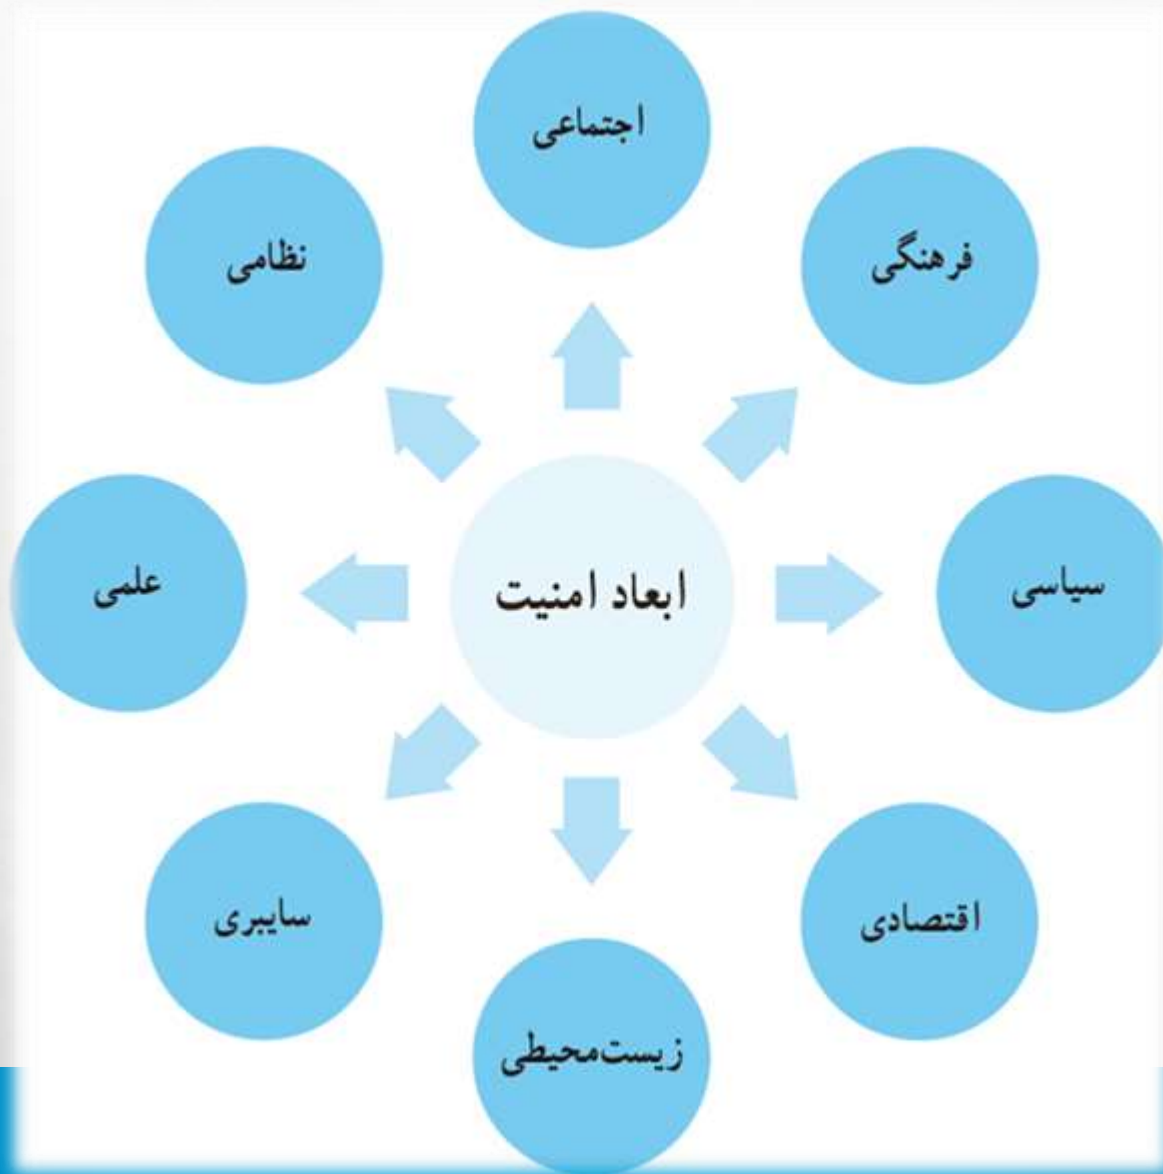 اجتماعی
فرهنگی
نظامی
سیاسی
ابعاد امنیت
علمی
اقتصادی
سایبری
زیست‌محیطی